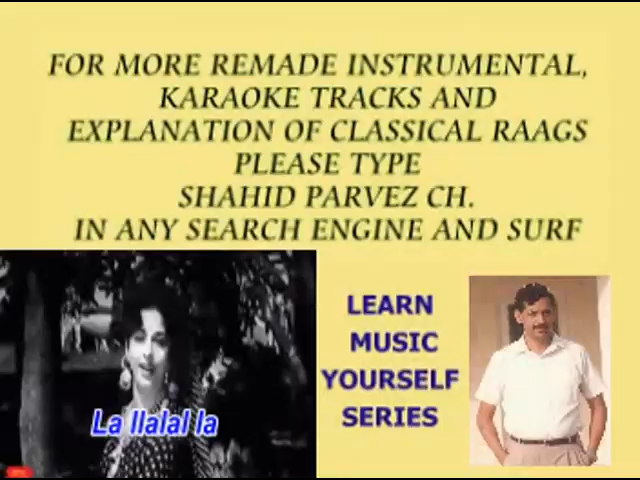 FOR MORE REMADE INSTRUMENTAL,
KARAOKE TRACKS AND
EXPLANATION OF CLASSICAL RAAGS
PLEASE TYPE
SHAHID PARVEZ CH.
IN ANY SEARCH ENGINE AND SURF
LEARN
MUSIC
YOURSELF
SERIES
La llalal la